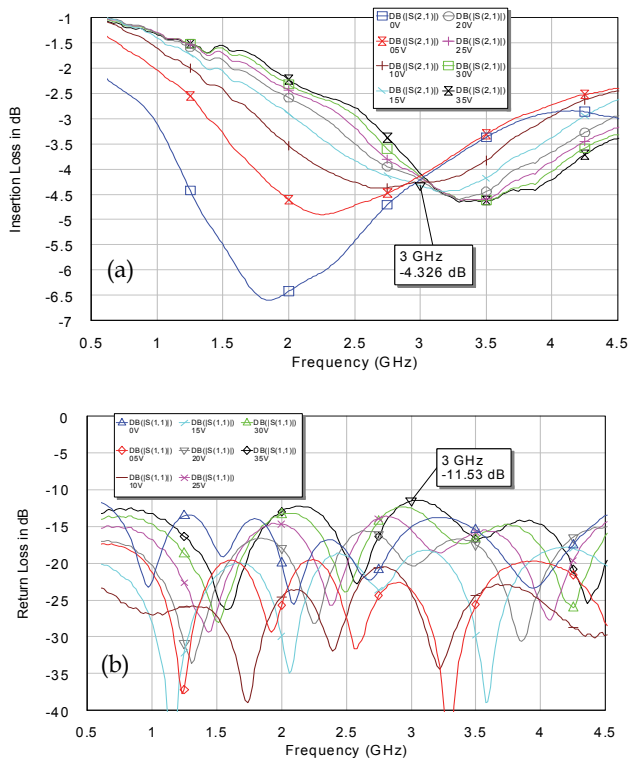 -1
-1.5
-2
-2.5
-3
-3.5
-4
-4.5
-5
-5.5
-6
-6.5
-7
Insertion Loss in dB
DB(|S(2,1)|)
0V
DB(|S(2,1)|)
20V
DB(|S(2,1)|)
05V
DB(|S(2,1)|)
25V
DB(|S(2,1)|)
10V
DB(|S(2,1)|)
30V
DB(|S(2,1)|)
15V
DB(|S(2,1)|)
35V
3 GHz
-4.326 dB
(a)
0.5 1 1.5 2 2.5 3 3.5 4 4.5
Frequency (GHz)
0
-5
-10
-15
-20
-25
-30
-35
-40
Return Loss in dB
DB(|S(1,1)|)
0V
DB(|S(1,1)|)
15V
DB(|S(1,1)|)
30V
DB(|S(1,1)|)
05V
DB(|S(1,1)|)
20V
DB(|S(1,1)|)
35V
DB(|S(1,1)|)
10V
DB(|S(1,1)|)
25V
3 GHz
-11.53 dB
(b)
0.5 1 1.5 2 2.5 3 3.5 4 4.5
Frequency (GHz)